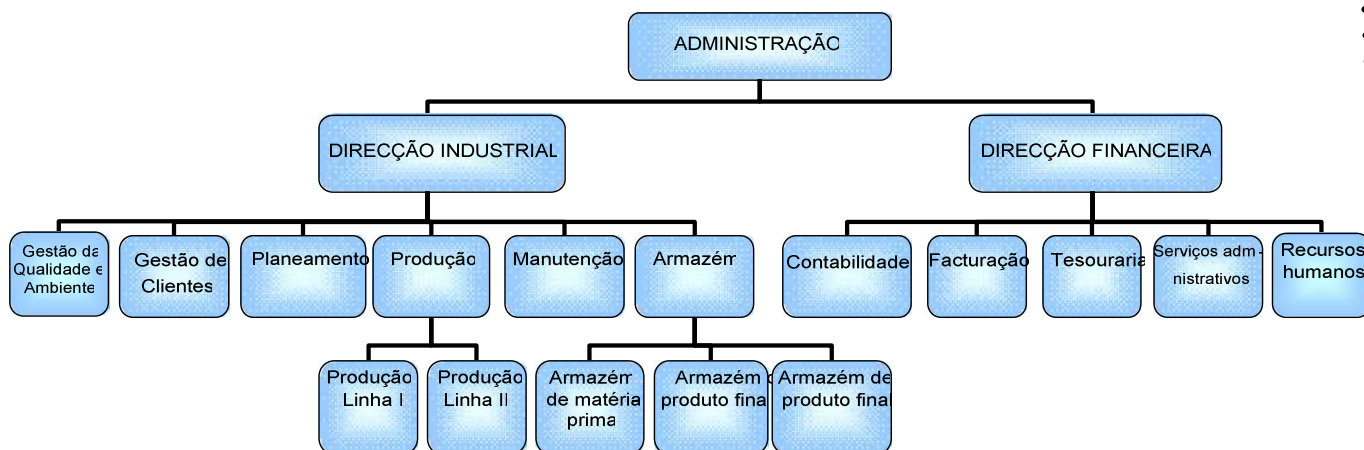 ADMINISTRAÇÃO
DIRECÇÃO INDUSTRIAL
DIRECÇÃO FINANCEIRA
Gestão da
Qualidade e
Ambiente
Gestão de
Clientes
Planeamento
Produção
Manutenção
Armazém
Contabilidade
Facturação
Tesouraria
Serviços admi-
nistrativos
Recursos
humanos
Produção
Linha I
Produção
Linha II
Armazém
de matéria
prima
Armazém
produto final
Armazém de
produto final